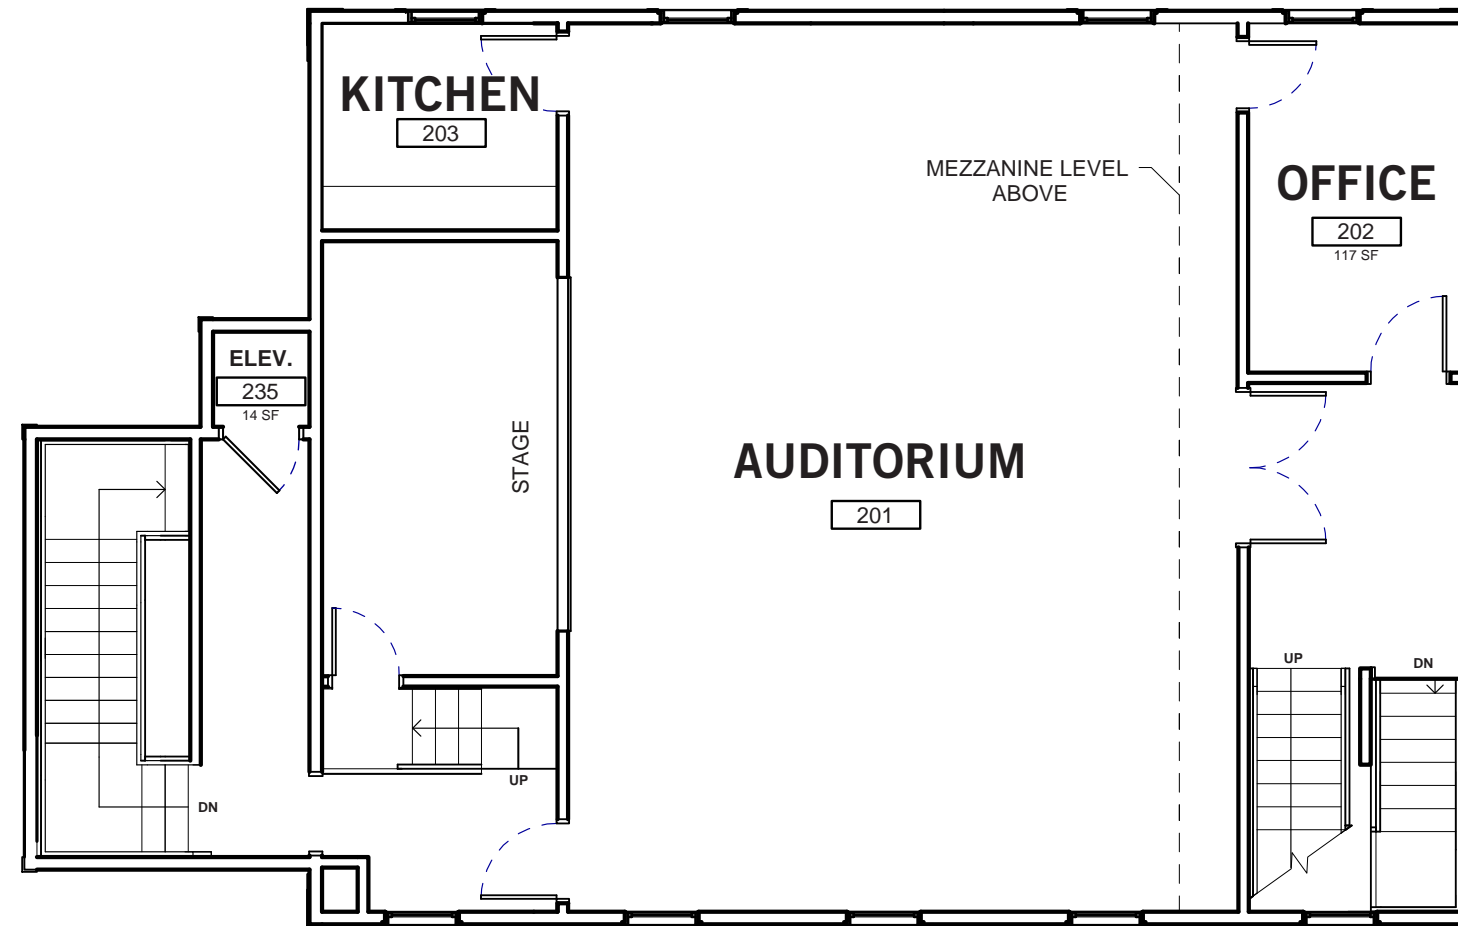 KITCHEN
203
MEZZANINE LEVEL
ABOVE
OFFICE
202
117 SF
ELEV.
235
14 SF
STAGE
AUDITORIUM
201
UP
DN
UP
DN